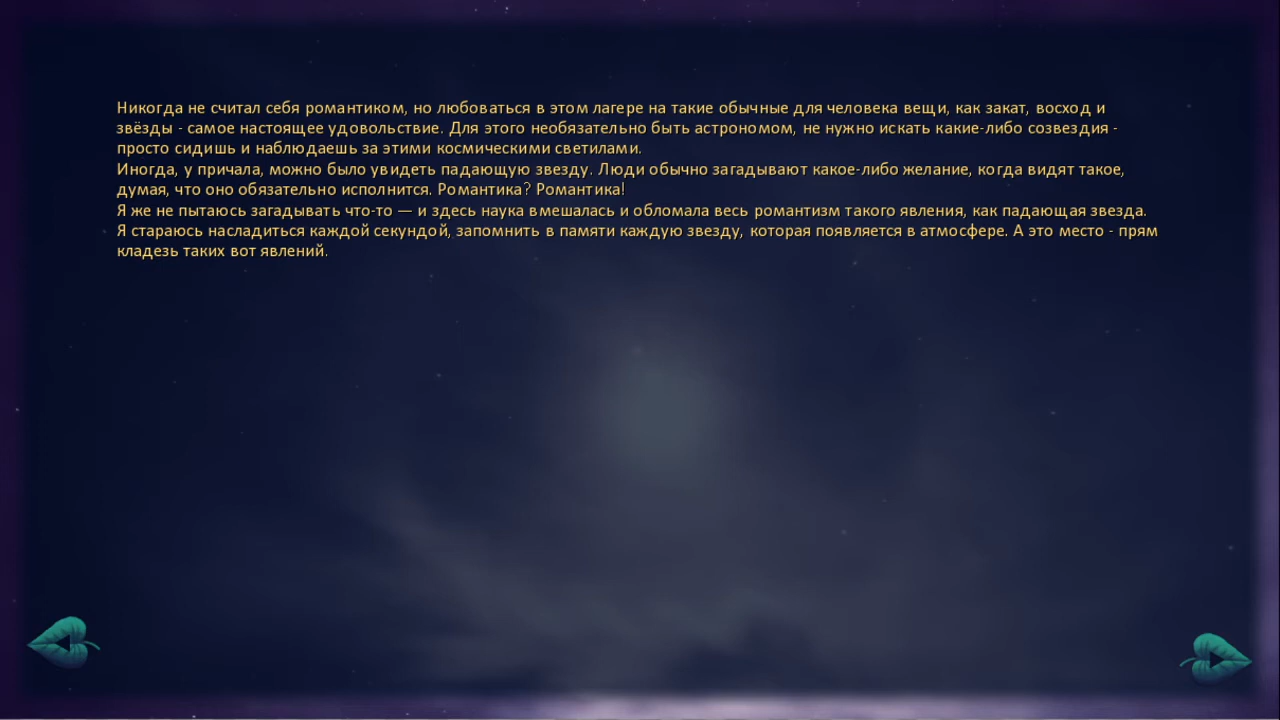 Никогда не считал себя романтиком, но любоваться в этом лагере на такие обычные для человека вещи, как закат, восход и
звёзды - самое настоящее удовольствие. Для этого необязательно быть астрономом, не нужно искать какие-либо созвездия -
просто сидишь и наблюдаешь за этими космическими светилами.
Иногда, у причала, можно было увидеть падающую звезду. Люди обычно загадывают какое-либо желание, когда видят такое,
думая, что оно обязательно исполнится. Романтика? Романтика!
Я же не пытаюсь загадывать что-то — и здесь наука вмешалась и обломала весь романтизм такого явления, как падающая звезда.
Я стараюсь насладиться каждой секундой, запомнить в памяти каждую звезду, которая появляется в атмосфере. А это место - прям
кладезь таких вот явлений.